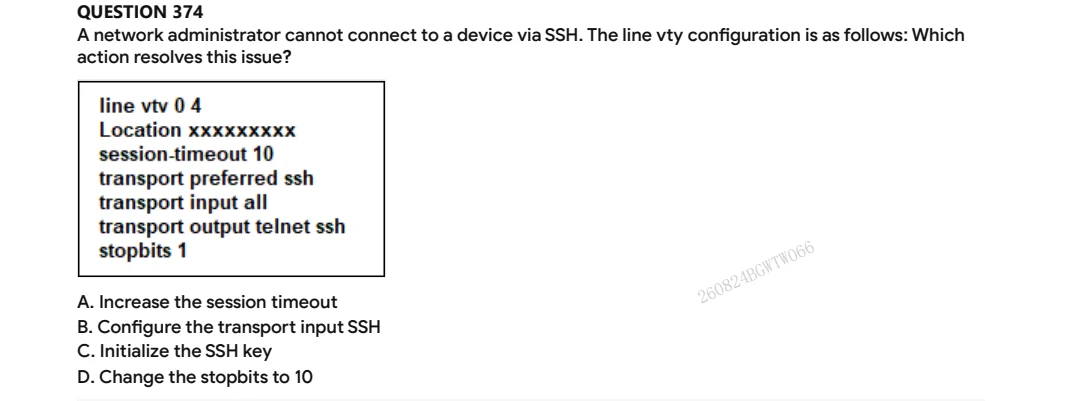 QUESTION 374
A network administrator cannot connect to a device via SSH. The line vty configuration is as follows: Which
action resolves this issue?
line vtv 0 4
Location xxxxxxxxx
session-timeout 10
transport preferred ssh
transport input all
transport output telnet ssh
stopbits 1
260824BGWTW066
A. Increase the session timeout
B. Configure the transport input SSH
C. Initialize the SSH key
D. Change the stopbits to 10